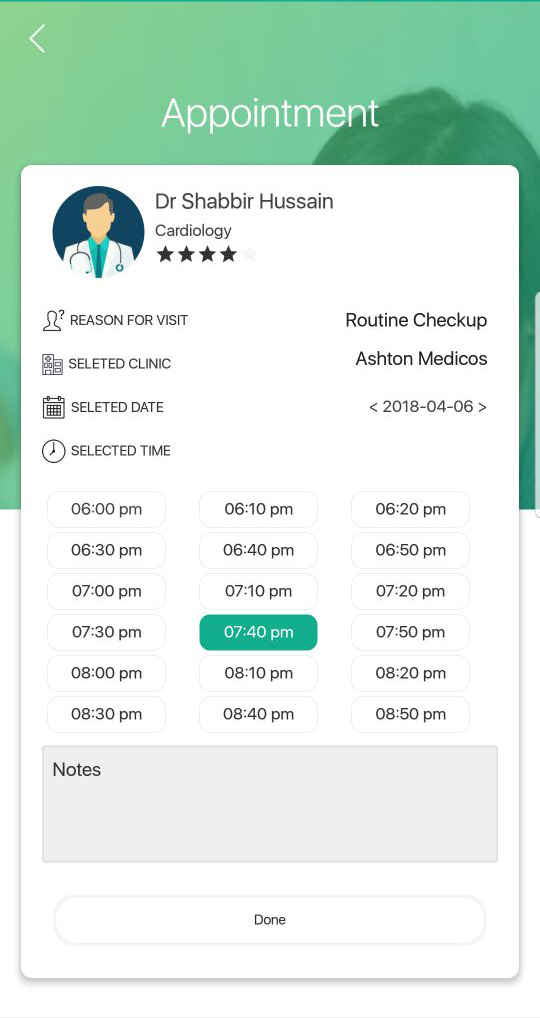 Appointment
Dr Shabbir Hussain
Cardiology
REASON FOR VISIT Routine Checkup
SELETED CLINIC Ashton Medicos
SELETED DATE < 2018-04-06 >
SELECTED TIME
06:00 pm 06:10 pm 06:20 pm
06:30 pm 06:40 pm 06:50 pm
07:00 pm 07:10 pm 07:20 pm
07:30 pm 07:40 pm 07:50 pm
08:00 pm 08:10 pm 08:20 pm
08:30 pm 08:40 pm 08:50 pm
Notes
Done